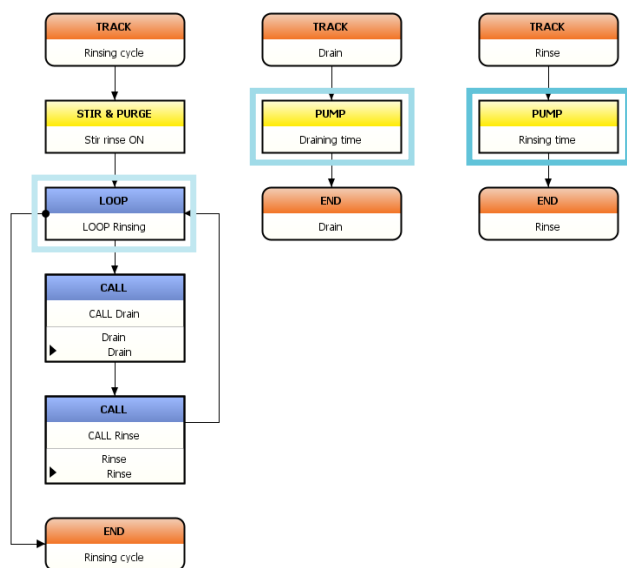 TRACK
Rinsing cycle
STIR & PURGE
Stir rinse ON
LOOP
LOOP Rinsing
CALL
CALL Drain
Drain
Drain
CALL
CALL Rinse
Rinse
Rinse
END
Rinsing cycle
TRACK
Drain
PUMP
Draining time
END
Drain
TRACK
Rinse
PUMP
Rinsing time
END
Rinse